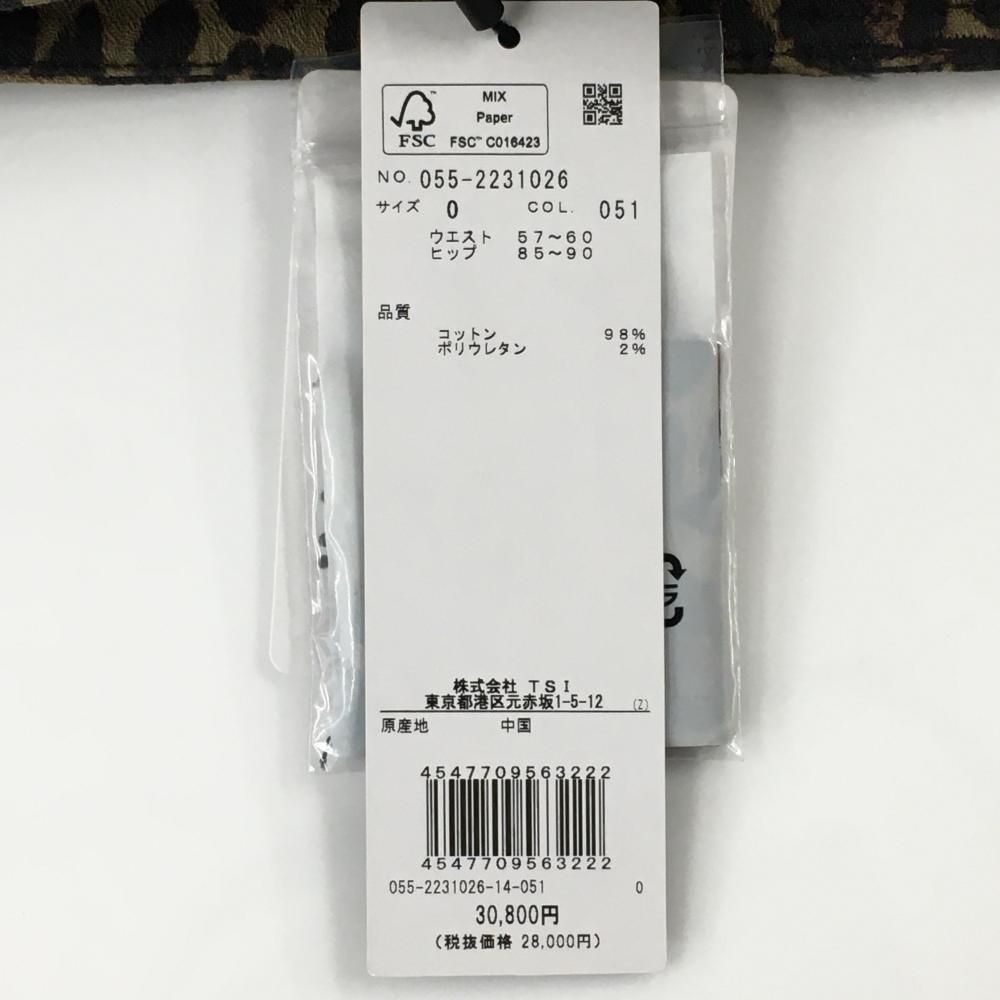 MIX
Paper
FSC™ C016423
FSC
NO. 055-2231026
サイズ 0 COL. 051
ウエスト 57～60
ヒップ 85～90
品質
コットン 98%
ポリウレタン 2%
株式会社 TSI
東京都港区元赤坂1-5-12 (Z)
原産地 中国
4547709563222
4547709563222
055-2231026-14-051 0
30,800円
(税抜価格 28,000円)